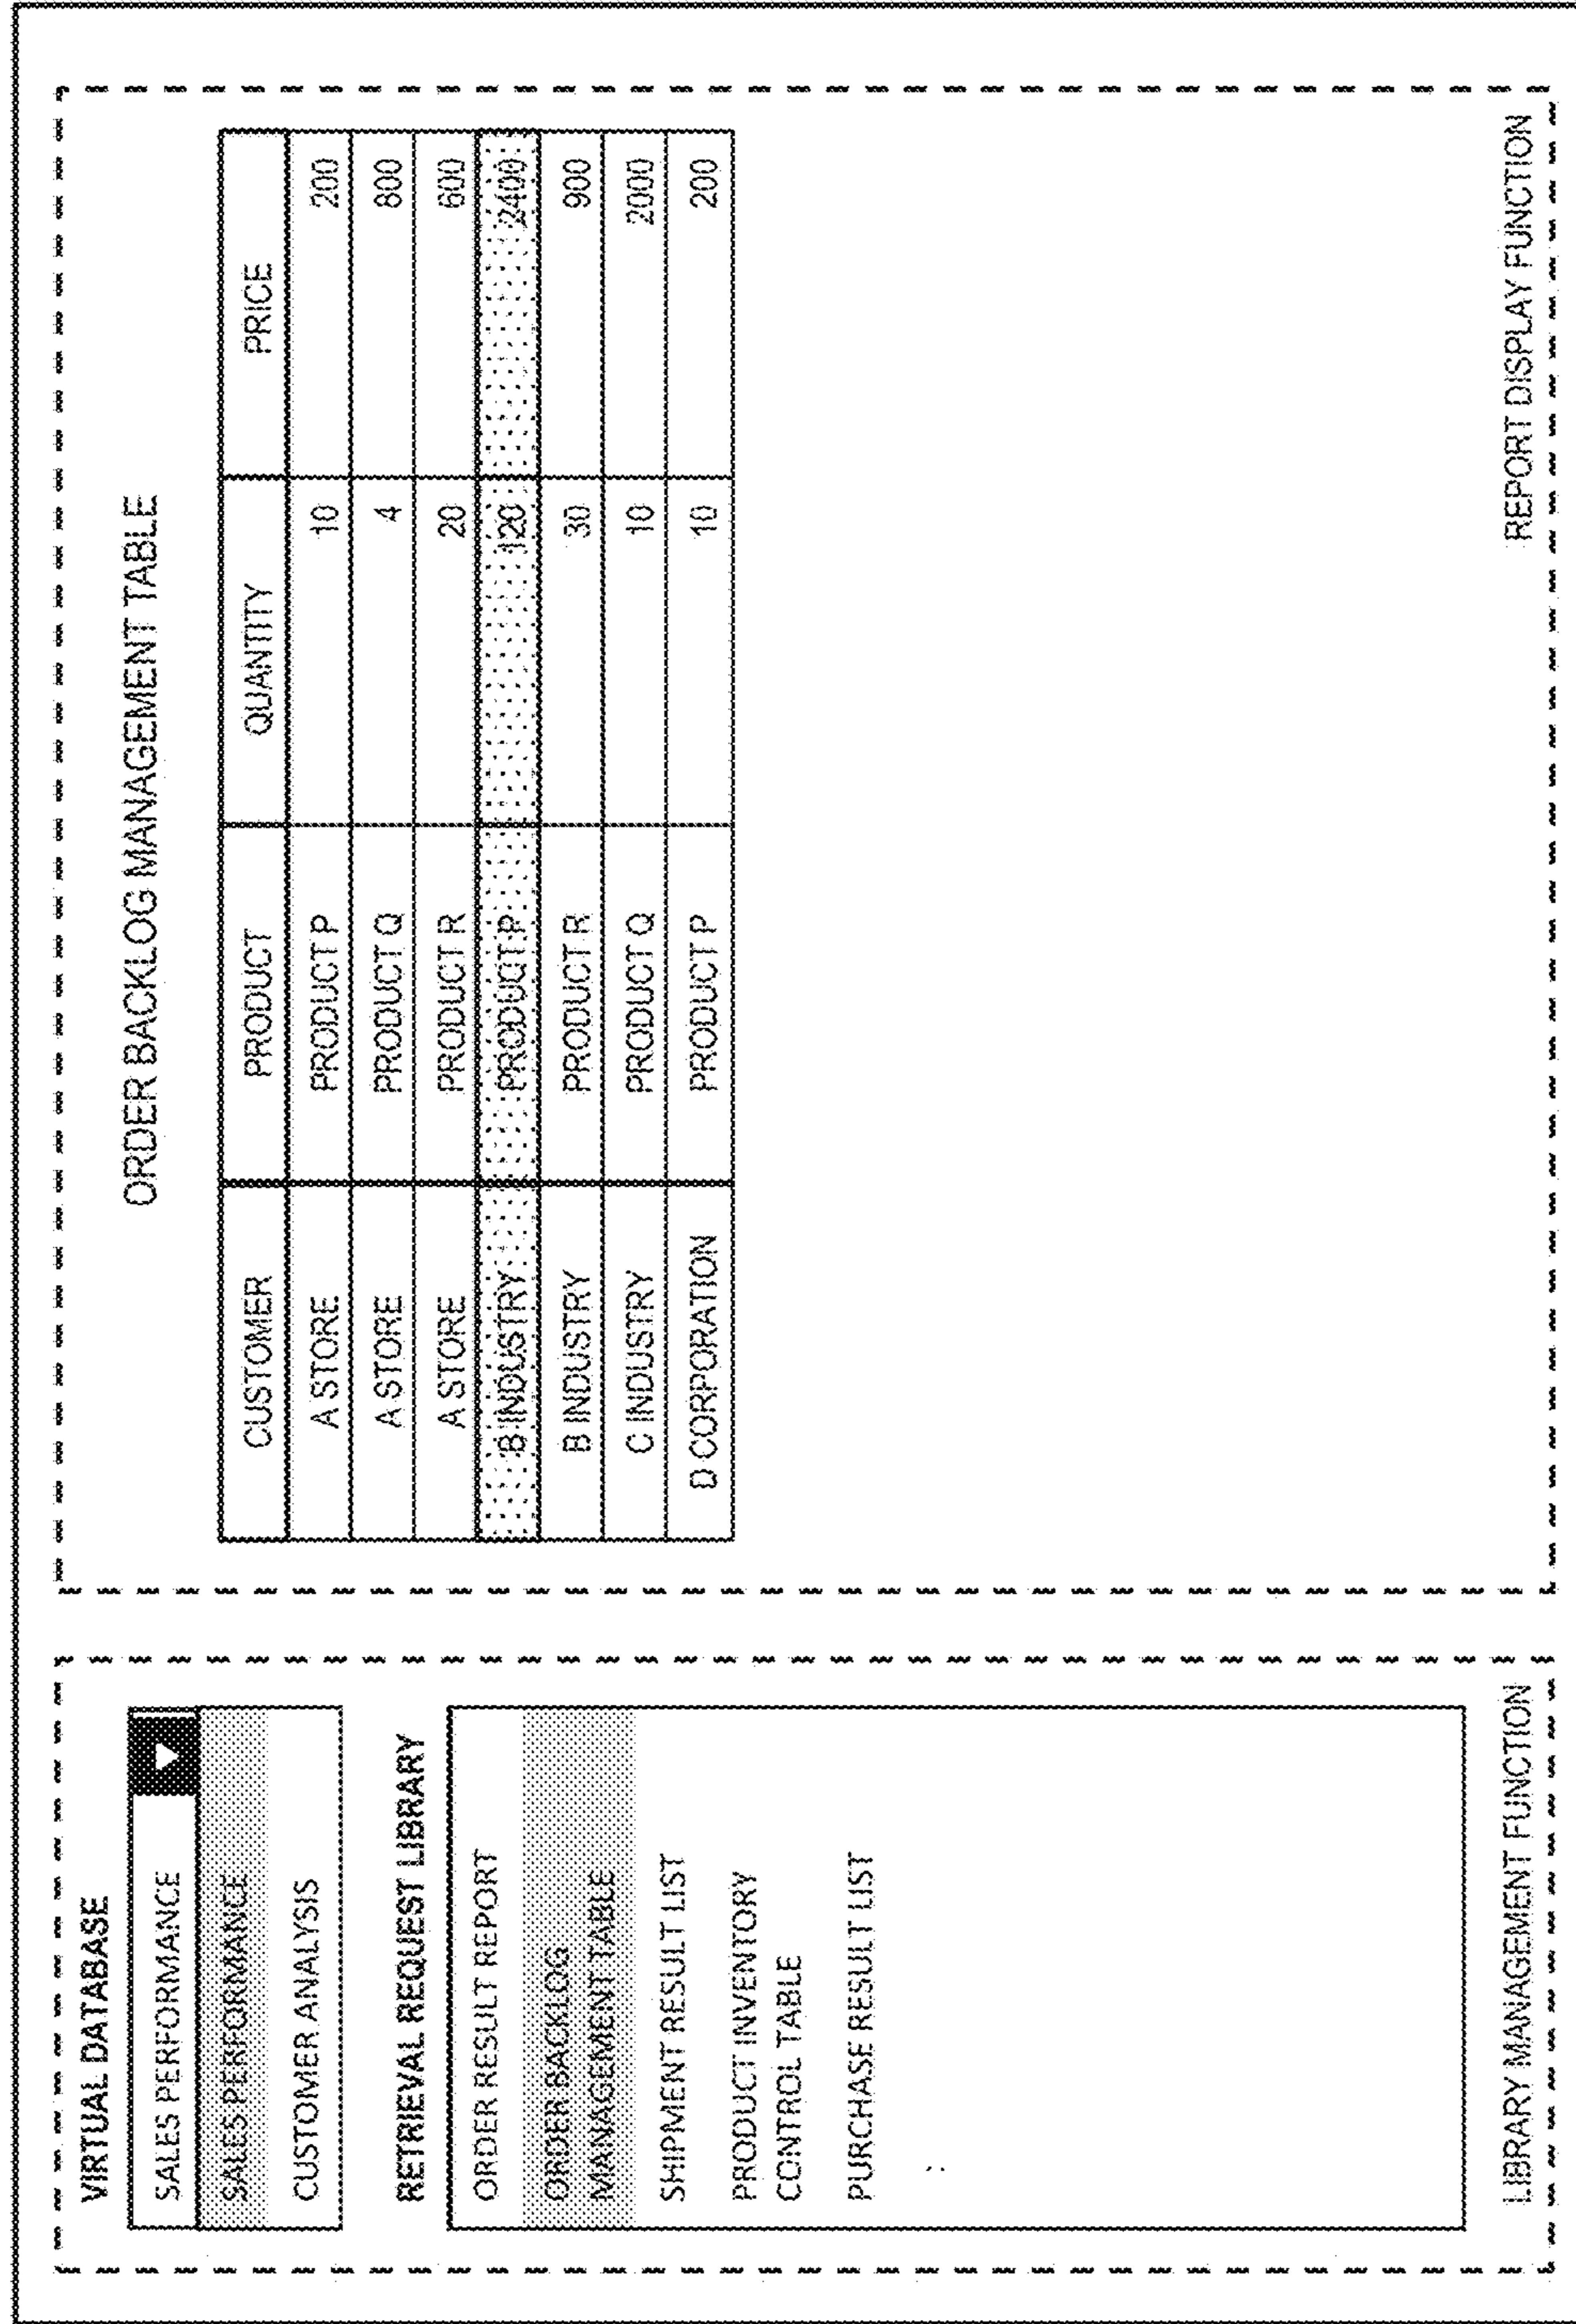 VIRTUAL DATABASE
SALES PERFORMANCE
SALES PERFORMANCE
CUSTOMER ANALYSIS
RETRIEVAL REQUEST LIBRARY
ORDER RESULT REPORT
ORDER BACKLOG
MANAGEMENT TABLE
SHIPMENT RESULT LIST
PRODUCT INVENTORY
CONTROL TABLE
PURCHASE RESULT LIST
LIBRARY MANAGEMENT FUNCTION
ORDER BACKLOG MANAGEMENT TABLE
CUSTOMER PRODUCT QUANTITY PRICE
A STORE PRODUCT P 10 200
A STORE PRODUCT Q 4 800
A STORE PRODUCT R 20 600
B INDUSTRY PRODUCT P 120 2400
B INDUSTRY PRODUCT R 30 900
C INDUSTRY PRODUCT Q 10 2000
D CORPORATION PRODUCT P 10 200
REPORT DISPLAY FUNCTION